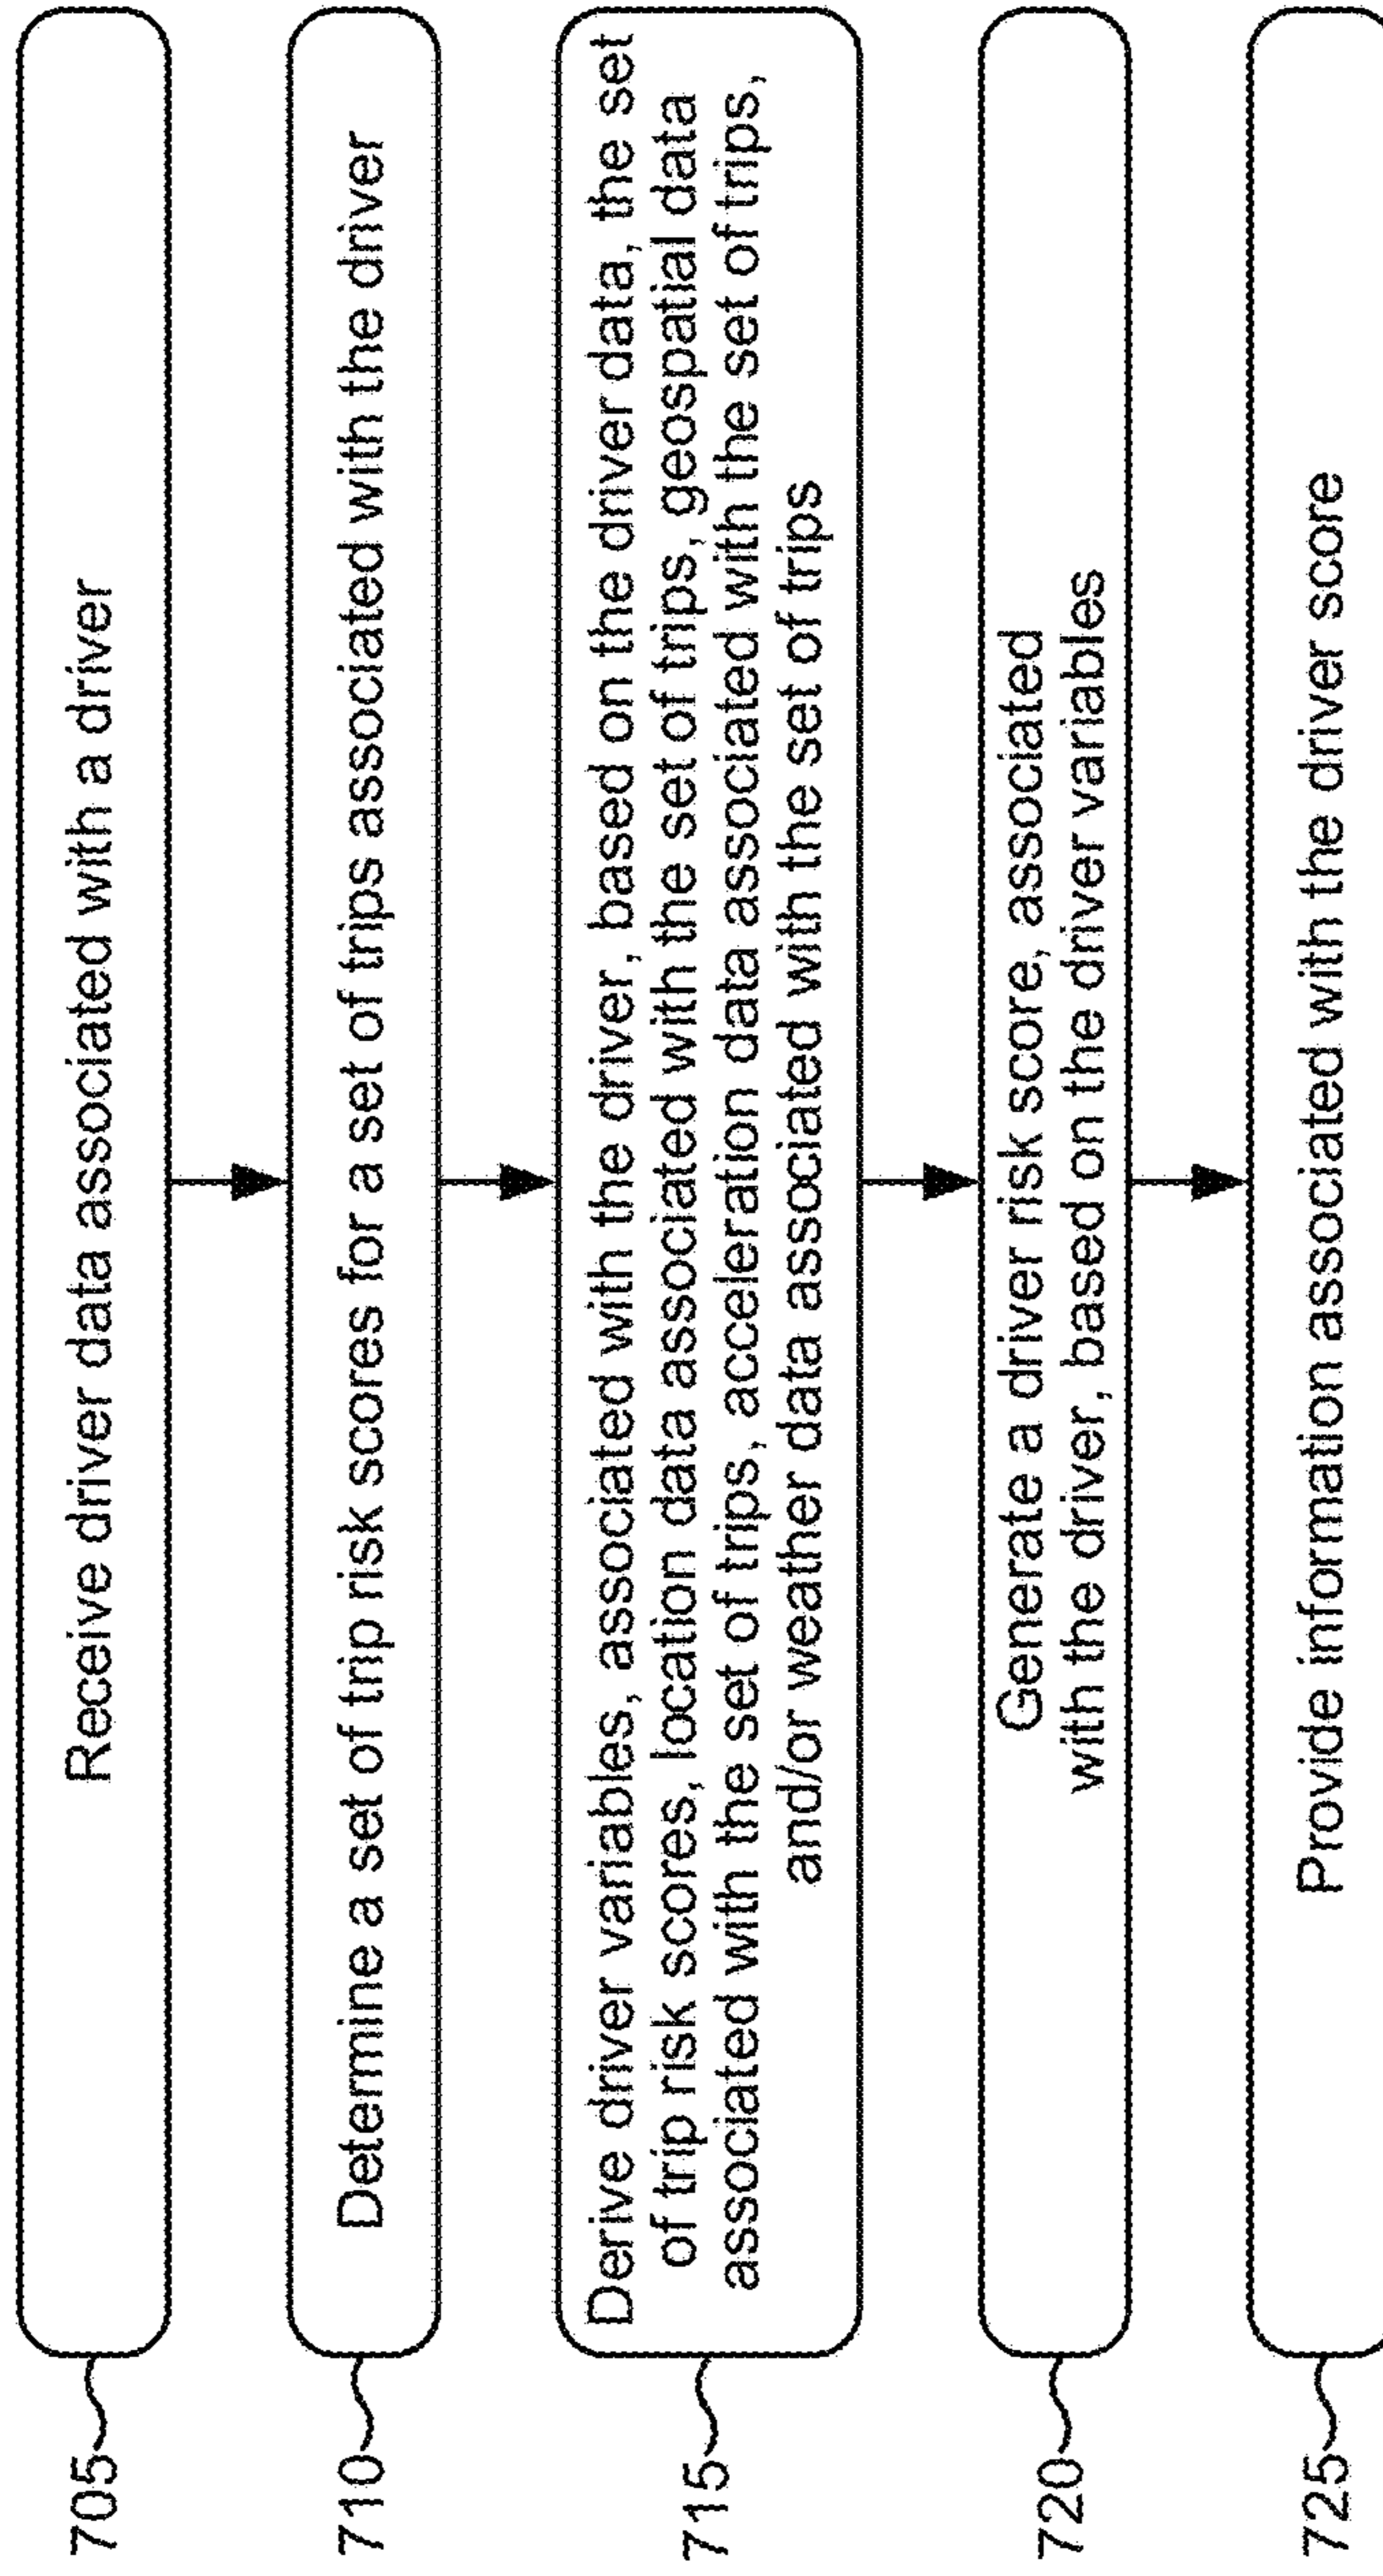 705
Receive driver data associated with a driver
710
Determine a set of trip risk scores for a set of trips associated with the driver
715
Derive driver variables, associated with the driver, based on the driver data, the set
of trip risk scores, location data associated with the set of trips, geospatial data
associated with the set of trips, acceleration data associated with the set of trips,
and/or weather data associated with the set of trips
720
Generate a driver risk score, associated
with the driver, based on the driver variables
725
Provide information associated with the driver score